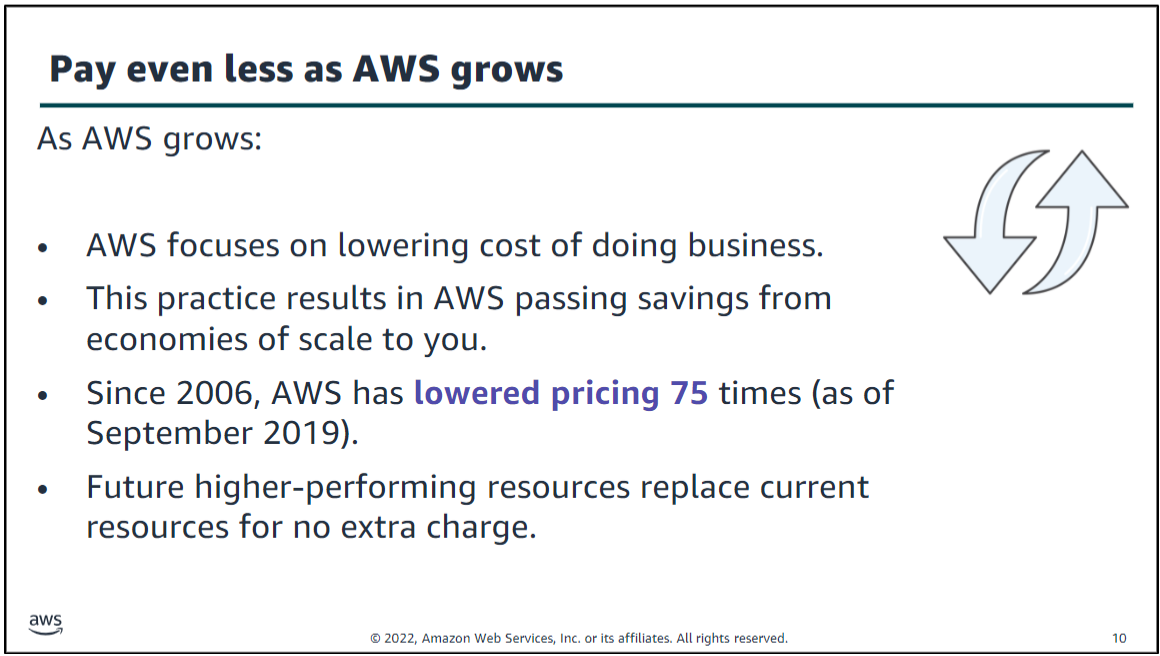 Pay even less as AWS grows
As AWS grows:
• AWS focuses on lowering cost of doing business.
• This practice results in AWS passing savings from
economies of scale to you.
• Since 2006, AWS has lowered pricing 75 times (as of
September 2019).
• Future higher-performing resources replace current
resources for no extra charge.
aws
© 2022, Amazon Web Services, Inc. or its affiliates. All rights reserved.
10